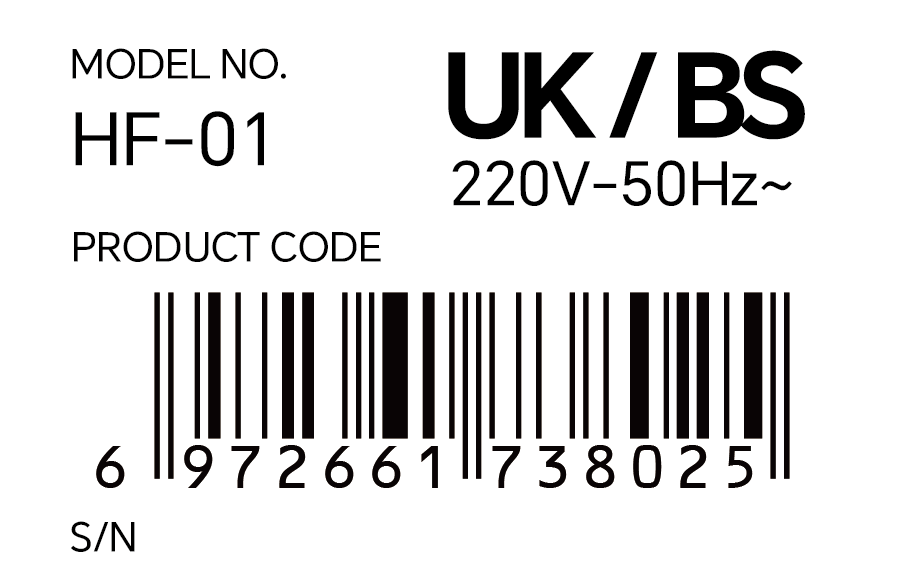 MODEL NO.
HF-01
UK/BS
220V-50Hz~
PRODUCT CODE
6 972661 738025
S/N